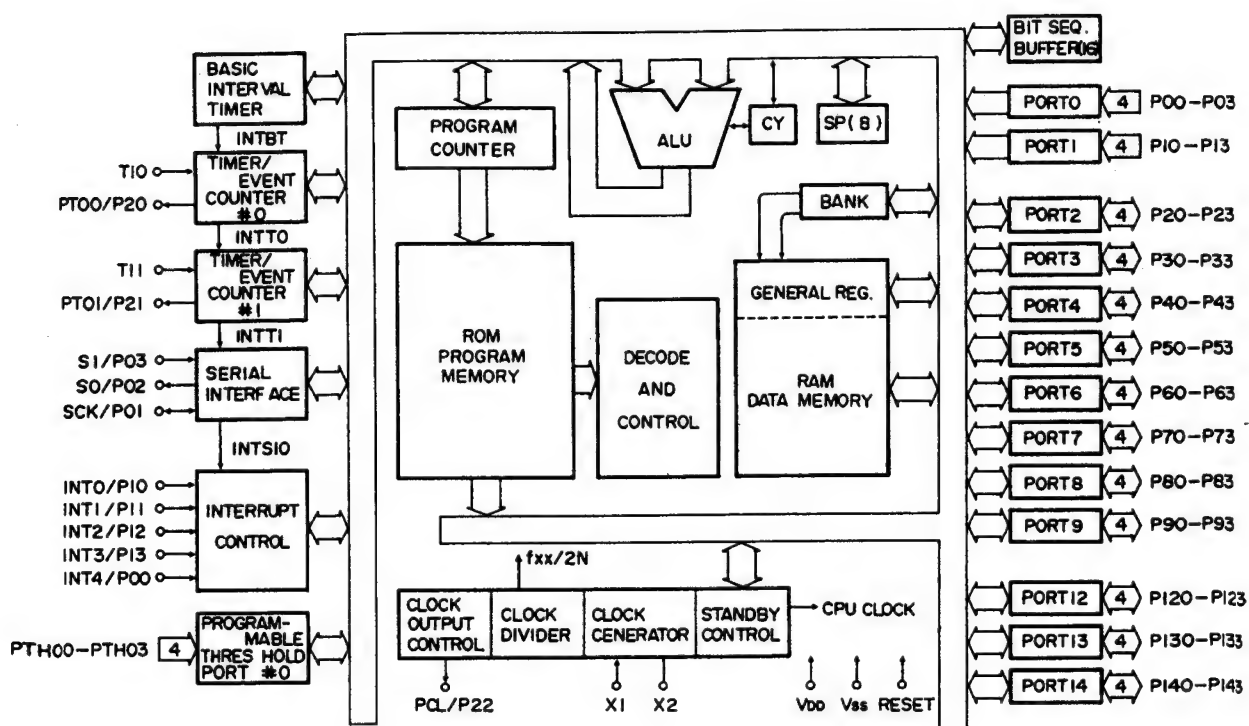 BASIC
INTERVAL
TIMER
INTBT
TI0
PTO0/P20
TIMER/
EVENT
COUNTER
#0
INTT0
TI1
PTO1/P21
TIMER/
EVENT
COUNTER
#1
INTT1
SI/P03
SO/P02
SCK/P01
SERIAL
INTERFACE
INTSIO
INT0/P10
INT1/P11
INT2/P12
INT3/P13
INT4/P00
INTERRUPT
CONTROL
PTH00-PTH03
4
PROGRAM-
MABLE
THRES HOLD
PORT #0
PROGRAM
COUNTER
ALU
CY
SP(8)
BANK
ROM
PROGRAM
MEMORY
DECODE
AND
CONTROL
GENERAL REG.
RAM
DATA MEMORY
fxx/2N
CLOCK
OUTPUT
CONTROL
CLOCK
DIVIDER
CLOCK
CENERATOR
STANDBY
CONTROL
CPU CLOCK
PCL/P22
X1
X2
VDD
VSS
RESET
BIT SEQ.
BUFFER(16)
PORT0 4 P00-P03
PORT1 4 P10-P13
PORT2 4 P20-P23
PORT3 4 P30-P33
PORT4 4 P40-P43
PORT5 4 P50-P53
PORT6 4 P60-P63
PORT7 4 P70-P73
PORT8 4 P80-P83
PORT9 4 P90-P93
PORT12 4 P120-P123
PORT13 4 P130-P133
PORT14 4 P140-P143